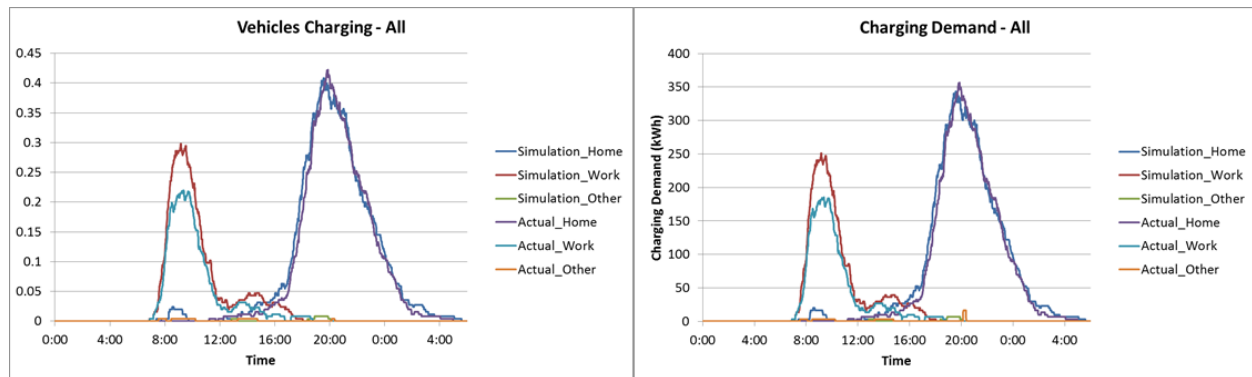 Vehicles Charging - All
0.45
0.4
0.35
0.3
0.25
0.2
0.15
0.1
0.05
0
0:00 4:00 8:00 12:00 16:00 20:00 0:00 4:00
Time
Simulation_Home
Simulation_Work
Simulation_Other
Actual_Home
Actual_Work
Actual_Other
Charging Demand - All
Charging Demand (kWh)
400
350
300
250
200
150
100
50
0
0:00 4:00 8:00 12:00 16:00 20:00 0:00 4:00
Time
Simulation_Home
Simulation_Work
Simulation_Other
Actual_Home
Actual_Work
Actual_Other